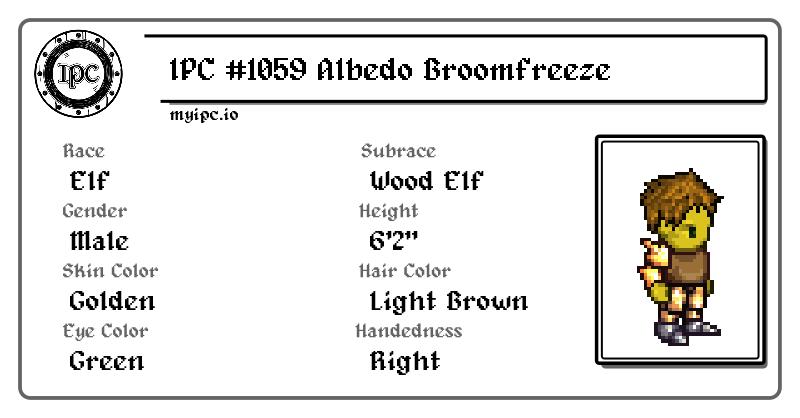 IPC
IPC #1059 Albedo Broomfreeze
myipc.io
Race
Elf
Subrace
Wood Elf
Gender
Male
Height
6'2"
Skin Color
Golden
Hair Color
Light Brown
Eye Color
Green
Handedness
Right